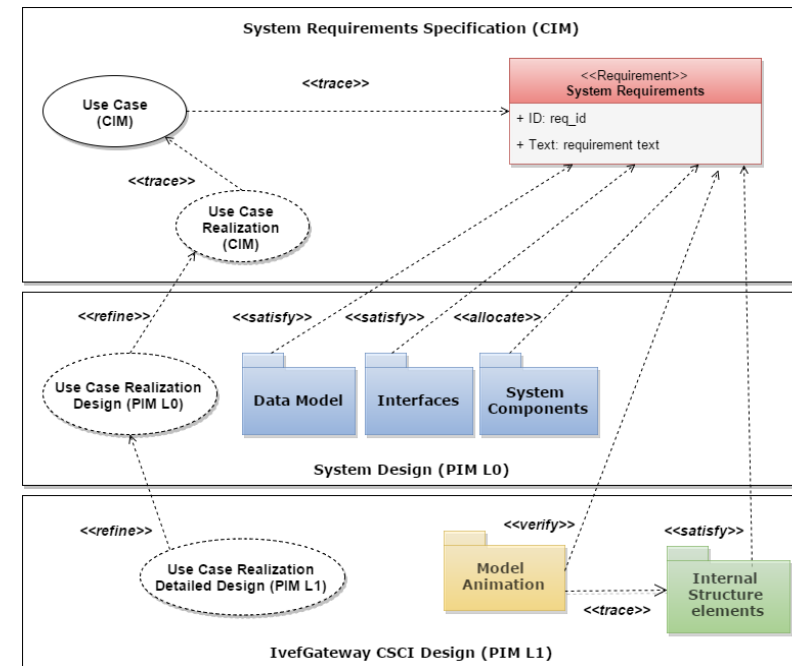 System Requirements Specification (CIM)
<<trace>>
<<Requirement>>
System Requirements
+ ID: req_id
+ Text: requirement text
Use Case
(CIM)
<<trace>>
Use Case
Realization
(CIM)
<<refine>>
<<satisfy>>
<<satisfy>>
<<allocate>>
Use Case Realization
Design (PIM L0)
Data Model
Interfaces
System
Components
System Design (PIM L0)
<<refine>>
<<verify>>
<<satisfy>>
Use Case Realization
Detailed Design (PIM L1)
Model
Animation
<<trace>>
Internal
Structure
elements
IvefGateway CSCI Design (PIM L1)